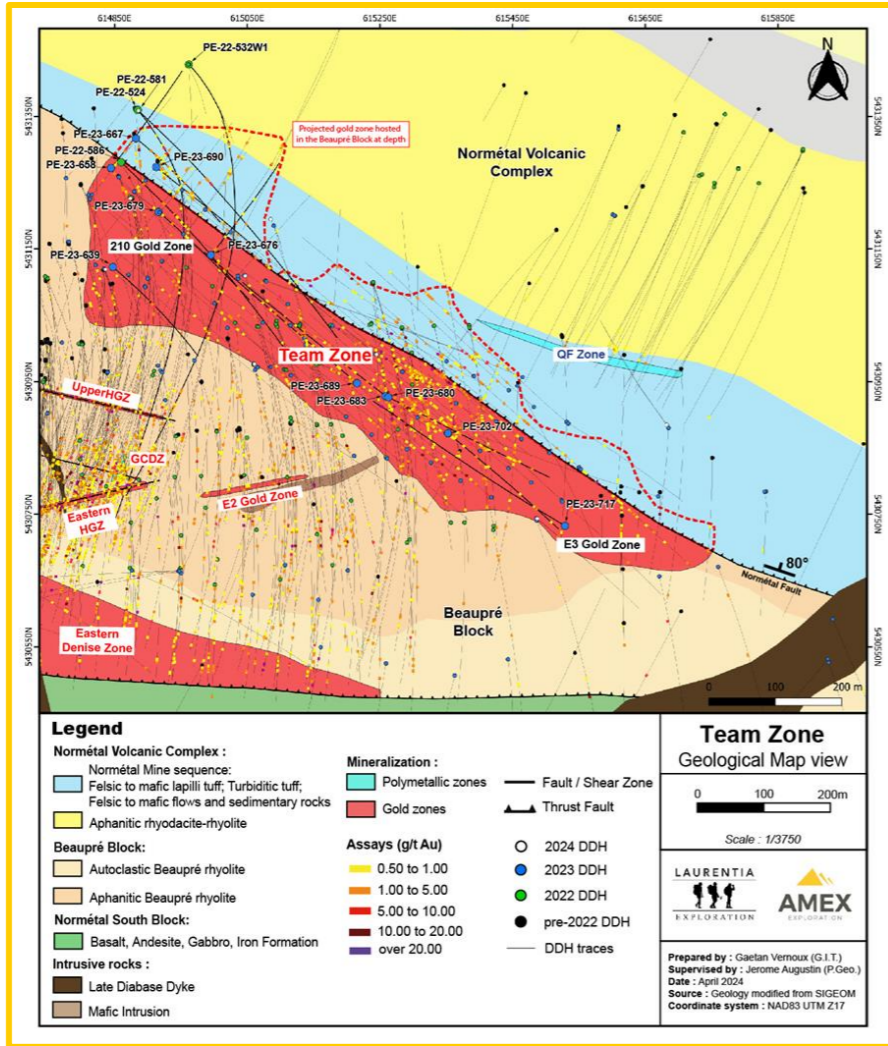 614850E
615050E
615250E
615450E
615650E
615850E
5431350N
5431150N
5430950N
5430750N
5430550N
5431350N
5431150N
5430950N
5430750N
5430550N
N
PE-22-532W1
PE-22-581
PE-22-524
PE-23-667
PE-22-586
PE-23-658
PE-23-690
PE-23-679
PE-23-676
PE-23-639
Projected gold zone hosted
in the Beaupré Block at depth
Normétal Volcanic
Complex
210 Gold Zone
Team Zone
QF Zone
PE-23-689
PE-23-683
PE-23-680
PE-23-702
UpperHGZ
GCDZ
Eastern
HGZ
E2 Gold Zone
PE-23-717
E3 Gold Zone
80°
Normétal Fault
Beaupré
Block
Eastern
Denise Zone
0 100 200 m
Legend
Normétal Volcanic Complex :
Normétal Mine sequence:
Felsic to mafic lapilli tuff; Turbiditic tuff;
Felsic to mafic flows and sedimentary rocks
Aphanitic rhyodacite-rhyolite
Beaupré Block:
Autoclastic Beaupré rhyolite
Aphanitic Beaupré rhyolite
Normétal South Block:
Basalt, Andesite, Gabbro, Iron Formation
Intrusive rocks :
Late Diabase Dyke
Mafic Intrusion
Mineralization :
Polymetallic zones
Gold zones
Fault / Shear Zone
Thrust Fault
Assays (g/t Au)
0.50 to 1.00
1.00 to 5.00
5.00 to 10.00
10.00 to 20.00
over 20.00
2024 DDH
2023 DDH
2022 DDH
pre-2022 DDH
DDH traces
Team Zone
Geological Map view
0 100 200m
Scale : 1/3750
LAURENTIA
EXPLORATION
AMEX
EXPLORATION
Prepared by : Gaetan Vernoux (G.I.T.)
Supervised by : Jerome Augustin (P.Geo.)
Date : April 2024
Source : Geology modified from SIGEOM
Coordinate system : NAD83 UTM Z17